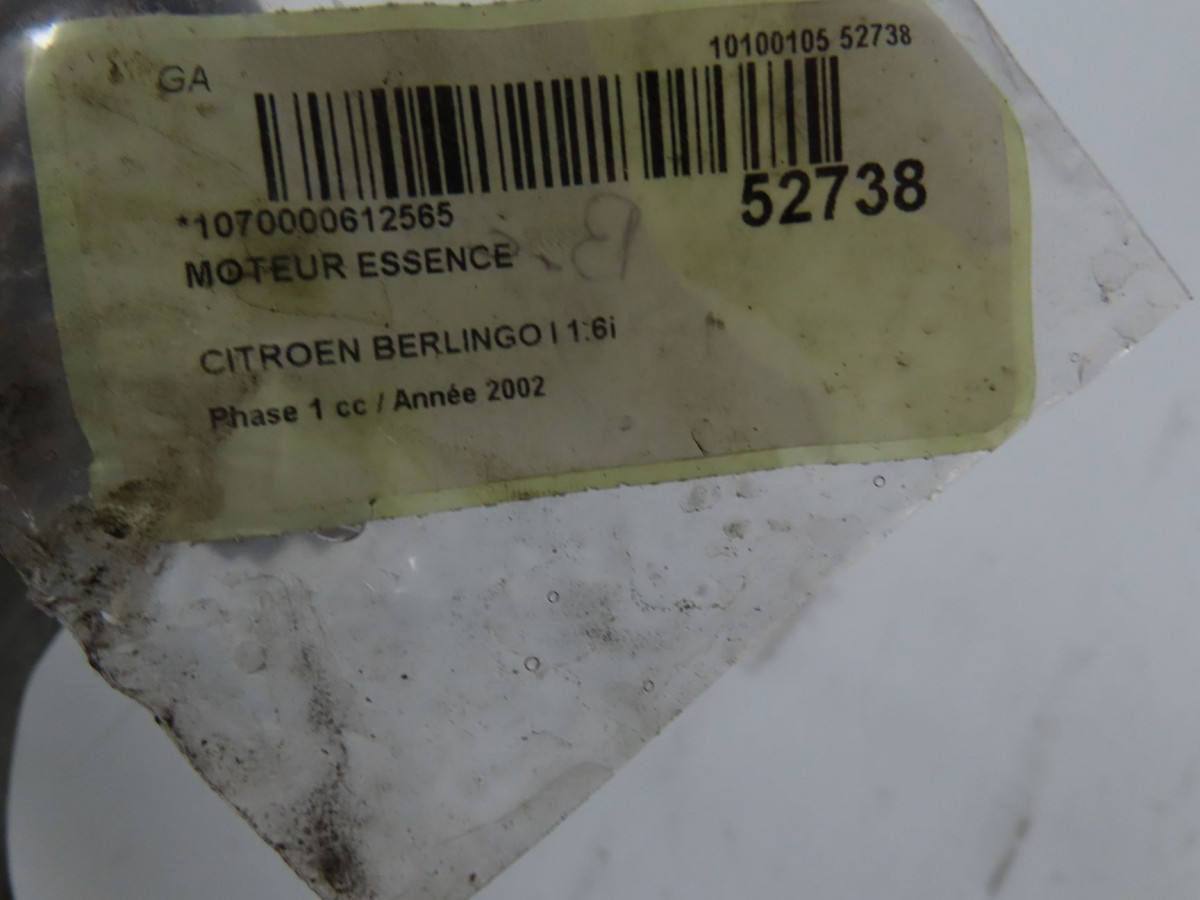 GA
10100105 52738
52738
*1070000612565
MOTEUR ESSENCE
CITROEN BERLINGO I 1.6i
Phase 1 cc / Année 2002